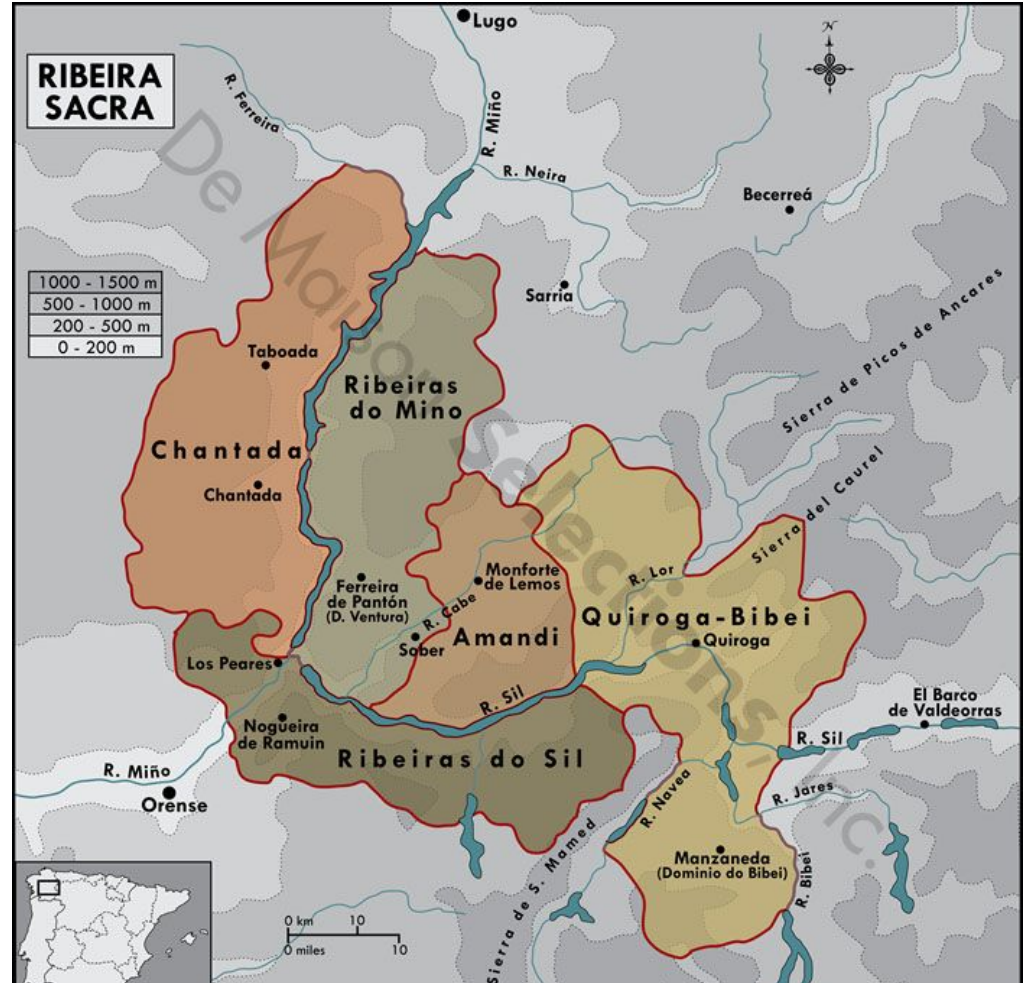 Lugo
N
RIBEIRA
SACRA
R. Ferreira
R. Miño
R. Neira
Becerreá
Sarria
1000 - 1500 m
500 - 1000 m
200 - 500 m
0 - 200 m
Taboada
Ribeiras
do Mino
Sierra de Picos de Ancares
Chantada
Chantada
Sierra del Caurel
Monforte
de Lemos
R. Lor
Ferreira
de Pantón
(D. Ventura)
R. Cabe
Quiroga-Bibei
Amandi
Sober
Quiroga
Los Peares
R. Sil
El Barco
de Valdeorras
Nogueira
de Ramuin
R. Sil
Ribeiras do Sil
R. Miño
Orense
R. Navea
R. Jares
Manzaneda
(Dominio do Bibei)
R. Bibei
Sierra de S. Mamed
0 km 10
0 miles 10
De Maison Selections, Inc.